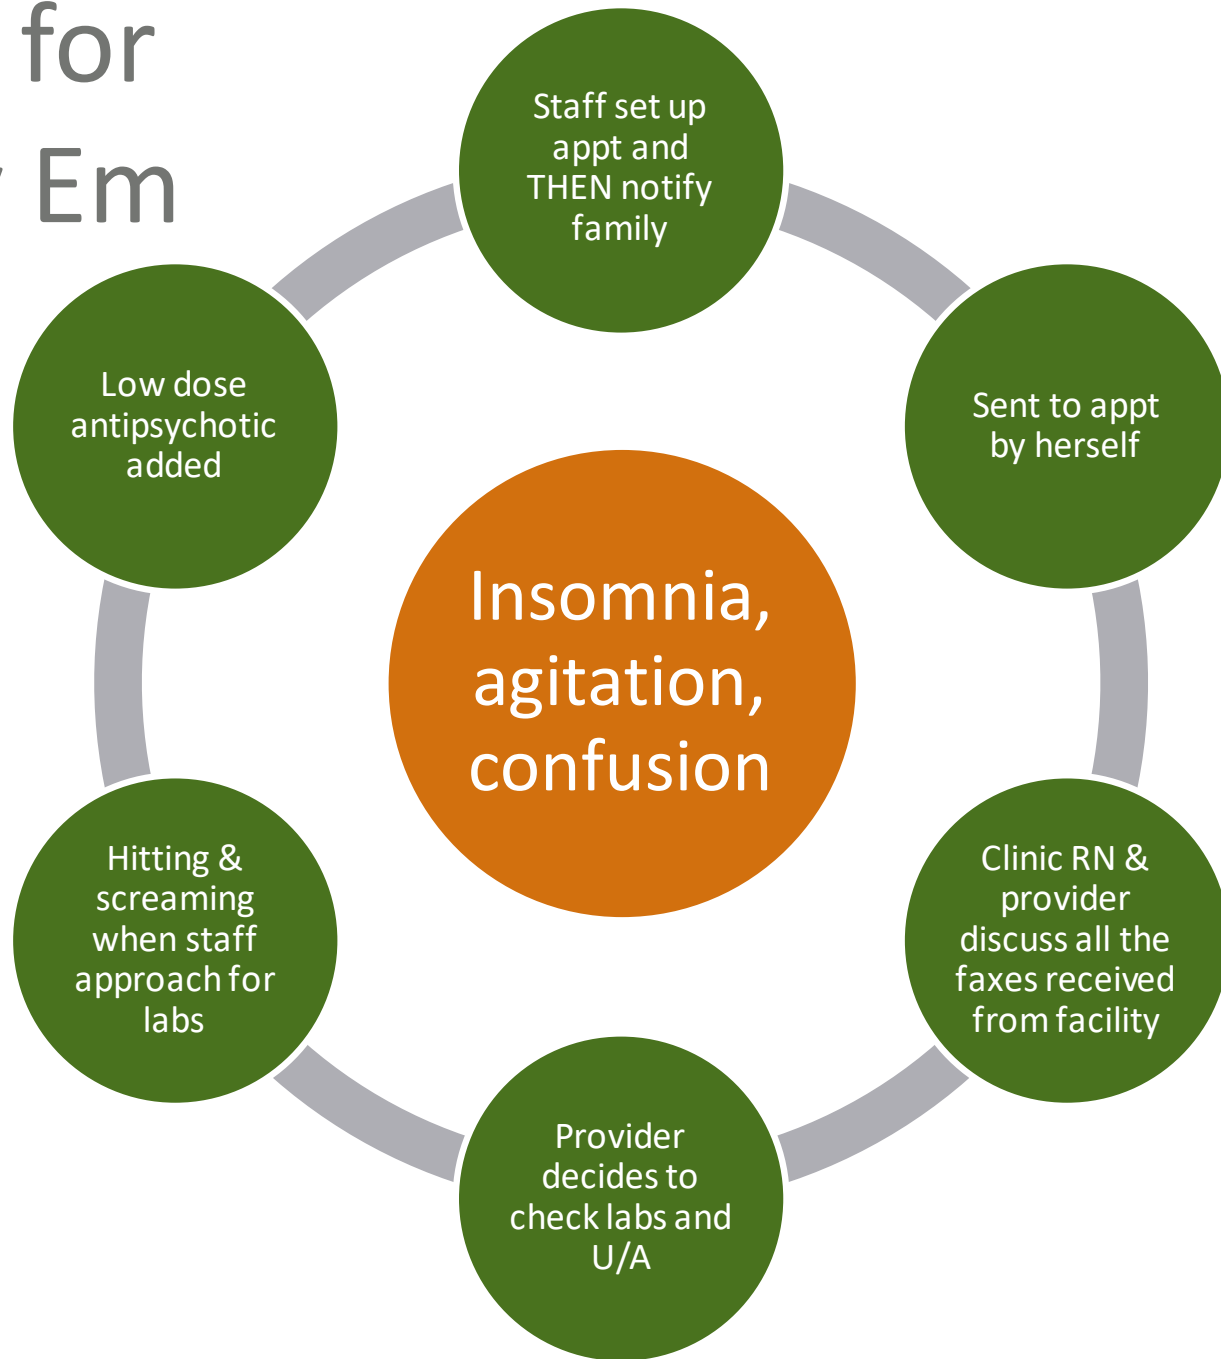 for
Em
Staff set up
appt and
THEN notify
family
Sent to appt
by herself
Clinic RN &
provider
discuss all the
faxes received
from facility
Provider
decides to
check labs and
U/A
Hitting &
screaming
when staff
approach for
labs
Low dose
antipsychotic
added
Insomnia,
agitation,
confusion